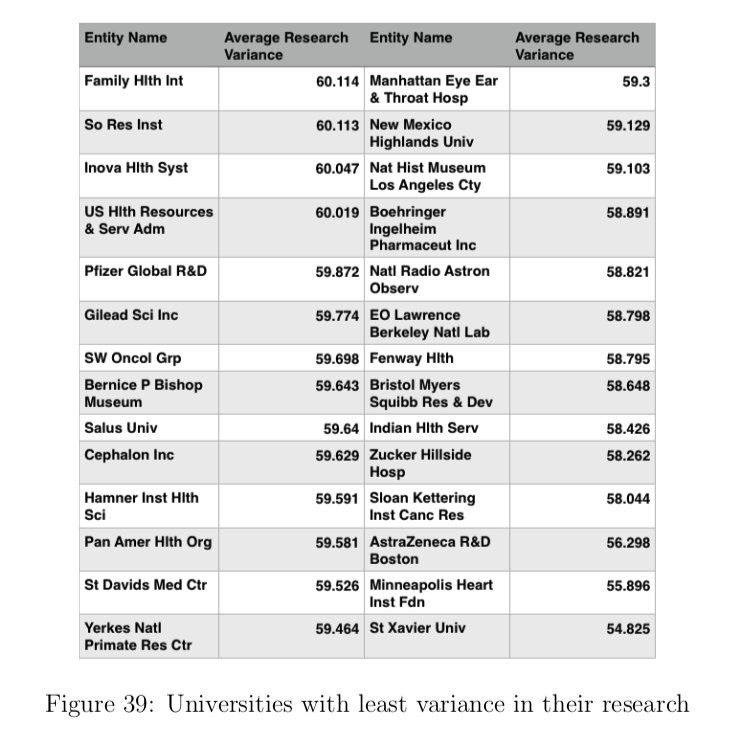 Entity Name Average Research Entity Name Average Research
Variance Variance
Family Hlth Int 60.114 Manhattan Eye Ear 59.3
& Throat Hosp
So Res Inst 60.113 New Mexico 59.129
Highlands Univ
Inova Hlth Syst 60.047 Nat Hist Museum 59.103
Los Angeles Cty
US Hlth Resources 60.019 Boehringer 58.891
& Serv Adm Ingelheim
Pharmaceut Inc
Pfizer Global R&D 59.872 Natl Radio Astron 58.821
Observ
Gilead Sci Inc 59.774 EO Lawrence 58.798
Berkeley Natl Lab
SW Oncol Grp 59.698 Fenway Hlth 58.795
Bernice P Bishop 59.643 Bristol Myers 58.648
Museum Squibb Res & Dev
Salus Univ 59.64 Indian Hlth Serv 58.426
Cephalon Inc 59.629 Zucker Hillside 58.262
Hosp
Hamner Inst Hlth 59.591 Sloan Kettering 58.044
Sci Inst Canc Res
Pan Amer Hlth Org 59.581 AstraZeneca R&D 56.298
Boston
St Davids Med Ctr 59.526 Minneapolis Heart 55.896
Inst Fdn
Yerkes Natl 59.464 St Xavier Univ 54.825
Primate Res Ctr
Figure 39: Universities with least variance in their research